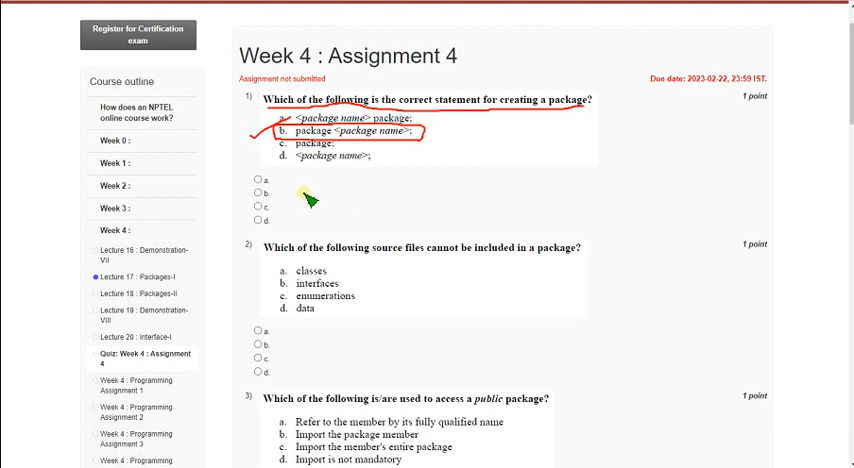 Register for Certification
exam
Course outline
How does an NPTEL
online course work?
Week 0 :
Week 1 :
Week 2 :
Week 3 :
Week 4 :
Lecture 16 : Demonstration-
VII
Lecture 17 : Packages-I
Lecture 18 : Packages-II
Lecture 19 : Demonstration-
VIII
Lecture 20 : Interface-I
Quiz: Week 4 : Assignment
4
Week 4 : Programming
Assignment 1
Week 4 : Programming
Assignment 2
Week 4 : Programming
Assignment 3
Week 4 : Programming
Week 4 : Assignment 4
Assignment not submitted
Due date: 2023-02-22, 23:59 IST.
1) Which of the following is the correct statement for creating a package? 1 point
a. <package name> package;
b. package <package name>;
c. package;
d. <package name>;
a.
b.
c.
d.
2) Which of the following source files cannot be included in a package? 1 point
a. classes
b. interfaces
c. enumerations
d. data
a.
b.
c.
d.
3) Which of the following is/are used to access a public package? 1 point
a. Refer to the member by its fully qualified name
b. Import the package member
c. Import the member's entire package
d. Import is not mandatory